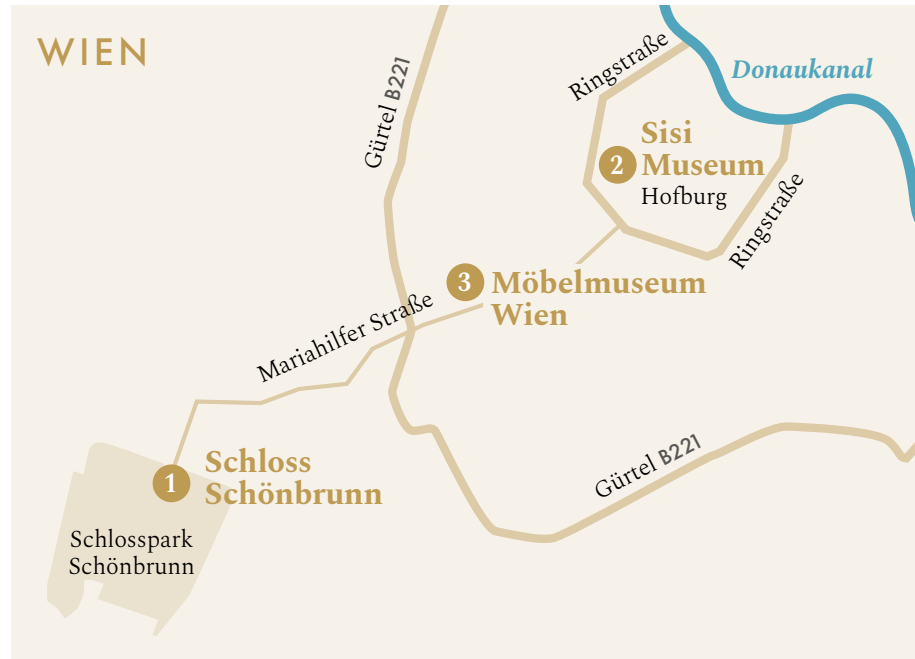 WIEN
Donaukanal
Ringstraße
Gürtel B221
Sisi
2 Museum
Hofburg
Ringstraße
3 Möbelmuseum
Wien
Mariahilfer Straße
Gürtel B221
1 Schloss
Schönbrunn
Schlosspark
Schönbrunn